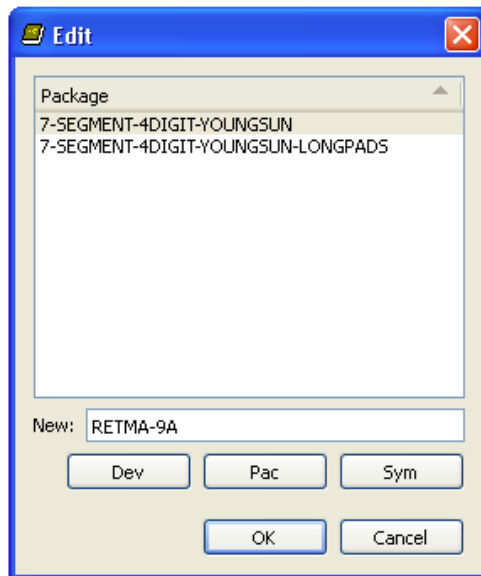 Edit
Package
7-SEGMENT-4DIGIT-YOUNGSUN
7-SEGMENT-4DIGIT-YOUNGSUN-LONGPADS
New: RETMA-9A
Dev Pac Sym
OK Cancel